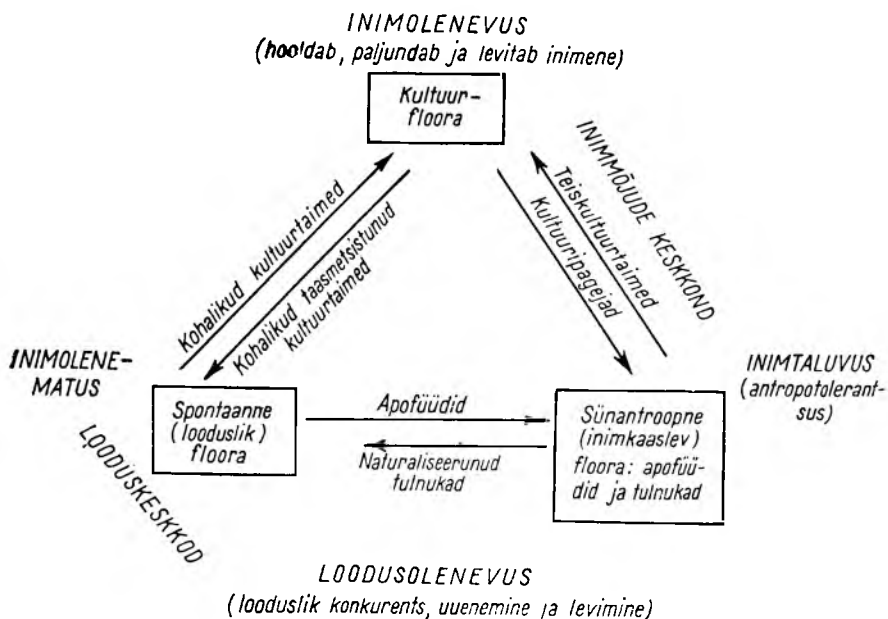 INIMOLENEVUS
(hooldab, paljundab ja levitab inimene)
Kultuur-
floora
INIMMÕJUDE KESKKOND
Kohalikud kultuurtaimed
Kohalikud taasmetsistunud
kultuurtaimed
Teiskultuurtaimed
Kultuuripagejad
INIMOLENE-
MATUS
LOODUSKESKKOD
Spontaanne
(looduslik)
floora
Apofüüdid
Naturaliseerunud
tulnukad
Sünantroopne
(inimkaaslev)
floora: apofüü-
did ja tulnukad
INIMTALUVUS
(antropotolerant-
sus)
LOODUSOLENEVUS
(looduslik konkurents, uuenemine ja levimine)